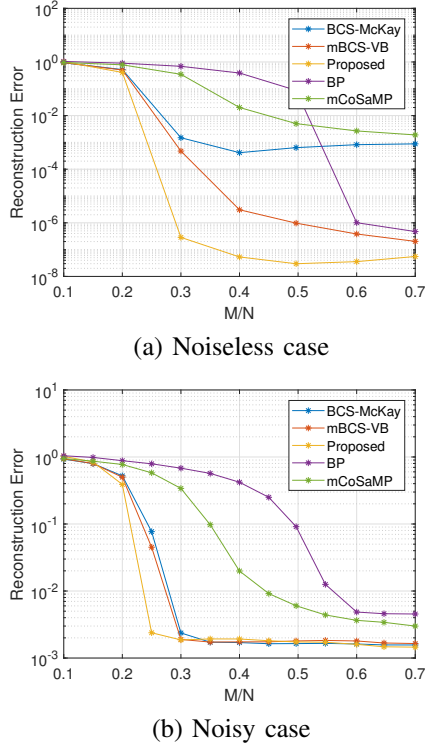 10^2
10^0
10^-2
10^-4
10^-6
10^-8
Reconstruction Error
BCS-McKay
mBCS-VB
Proposed
BP
mCoSaMP
0.1 0.2 0.3 0.4 0.5 0.6 0.7
M/N
(a) Noiseless case
10^1
10^0
10^-1
10^-2
10^-3
Reconstruction Error
BCS-McKay
mBCS-VB
Proposed
BP
mCoSaMP
0.1 0.2 0.3 0.4 0.5 0.6 0.7
M/N
(b) Noisy case